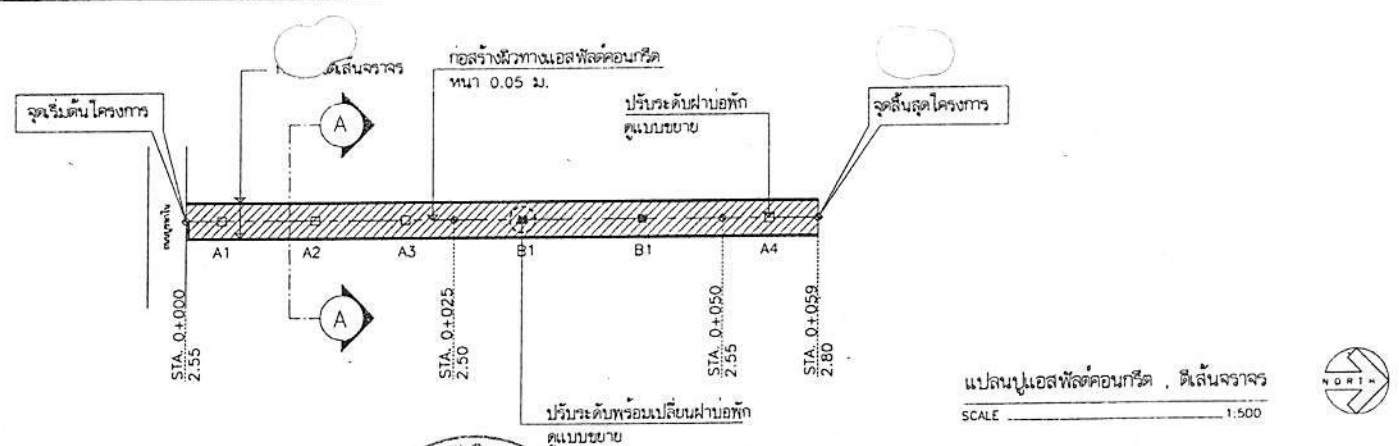 ตีเส้นจราจร
ก่อสร้างผิวทางแอสฟัลต์คอนกรีต
หนา 0.05 ม.
จุดเริ่มต้นโครงการ
ปรับระดับฝาบ่อพัก
ดูแบบขยาย
จุดสิ้นสุดโครงการ
A
A1
A2
A3
B1
B1
A4
A
STA. 0+000
2.55
STA. 0+025
2.50
STA. 0+050
2.55
STA. 0+059
2.80
ปรับระดับพร้อมเปลี่ยนฝาบ่อพัก
ดูแบบขยาย
แปลนปูแอสฟัลต์คอนกรีต , ตีเส้นจราจร
SCALE 1:500
NORTH